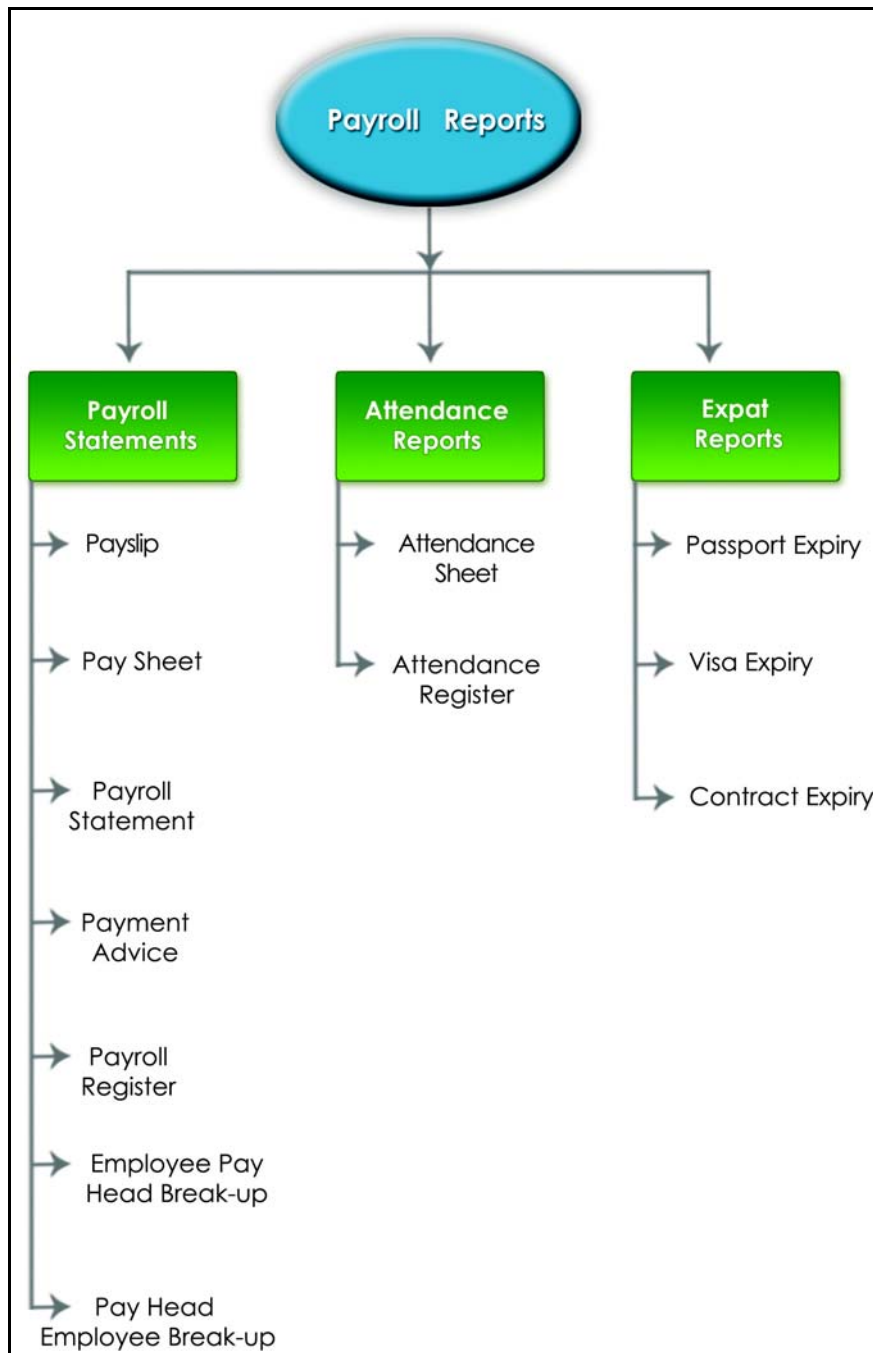 Payroll Reports
Payroll
Statements
Payslip
Pay Sheet
Payroll
Statement
Payment
Advice
Payroll
Register
Employee Pay
Head Break-up
Pay Head
Employee Break-up
Attendance
Reports
Attendance
Sheet
Attendance
Register
Expat
Reports
Passport Expiry
Visa Expiry
Contract Expiry